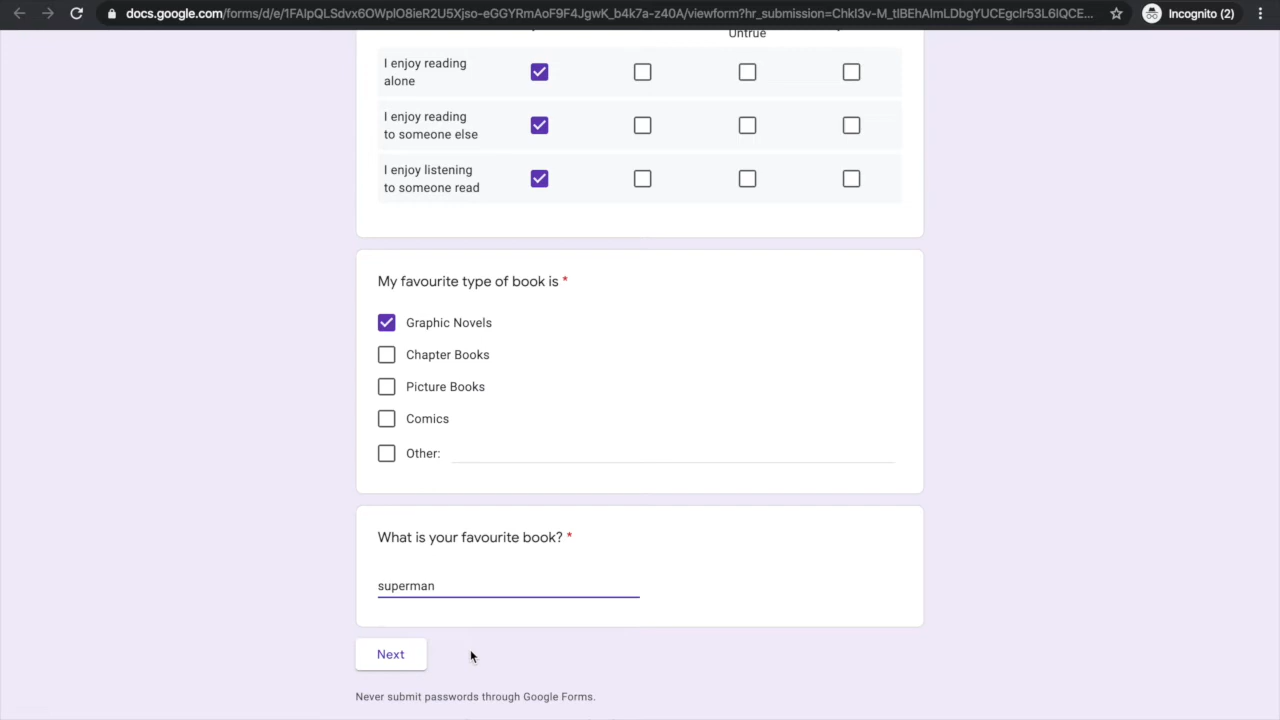 docs.google.com/forms/d/e/1FAIpQLSdvx6OWplO8ieR2U5Xjso-eGGYRmAoF9F4JgwK_b4k7a-z40A/viewform?hr_submission=ChkI3v-M_tIBEhAImLDbgYUCEgcIr53L6IQCE...
Incognito (2)
Untrue
I enjoy reading
alone
I enjoy reading
to someone else
I enjoy listening
to someone read
My favourite type of book is *
Graphic Novels
Chapter Books
Picture Books
Comics
Other:
What is your favourite book? *
superman
Next
Never submit passwords through Google Forms.